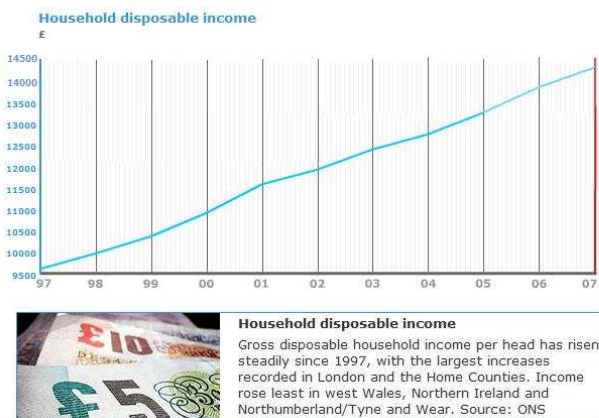 Household disposable income
£
14500
14000
13500
13000
12500
12000
11500
11000
10500
10000
9500
97 98 99 00 01 02 03 04 05 06 07
£10
£5
Household disposable income
Gross disposable household income per head has risen
steadily since 1997, with the largest increases
recorded in London and the Home Counties. Income
rose least in west Wales, Northern Ireland and
Northumberland/Tyne and Wear. Source: ONS